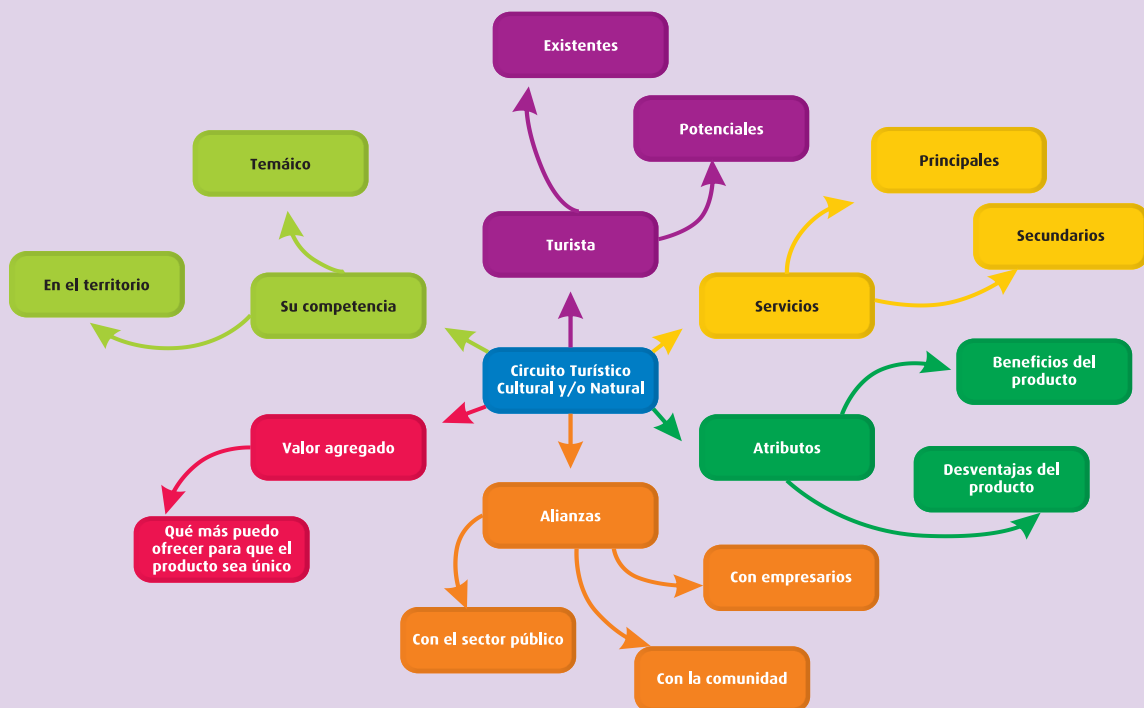 Existentes
Potenciales
Principales
Temáico
Secundarios
Turista
En el territorio
Su competencia
Servicios
Circuito Turístico
Cultural y/o Natural
Beneficios del
producto
Valor agregado
Atributos
Desventajas del
producto
Alianzas
Qué más puedo
ofrecer para que el
producto sea único
Con empresarios
Con el sector público
Con la comunidad